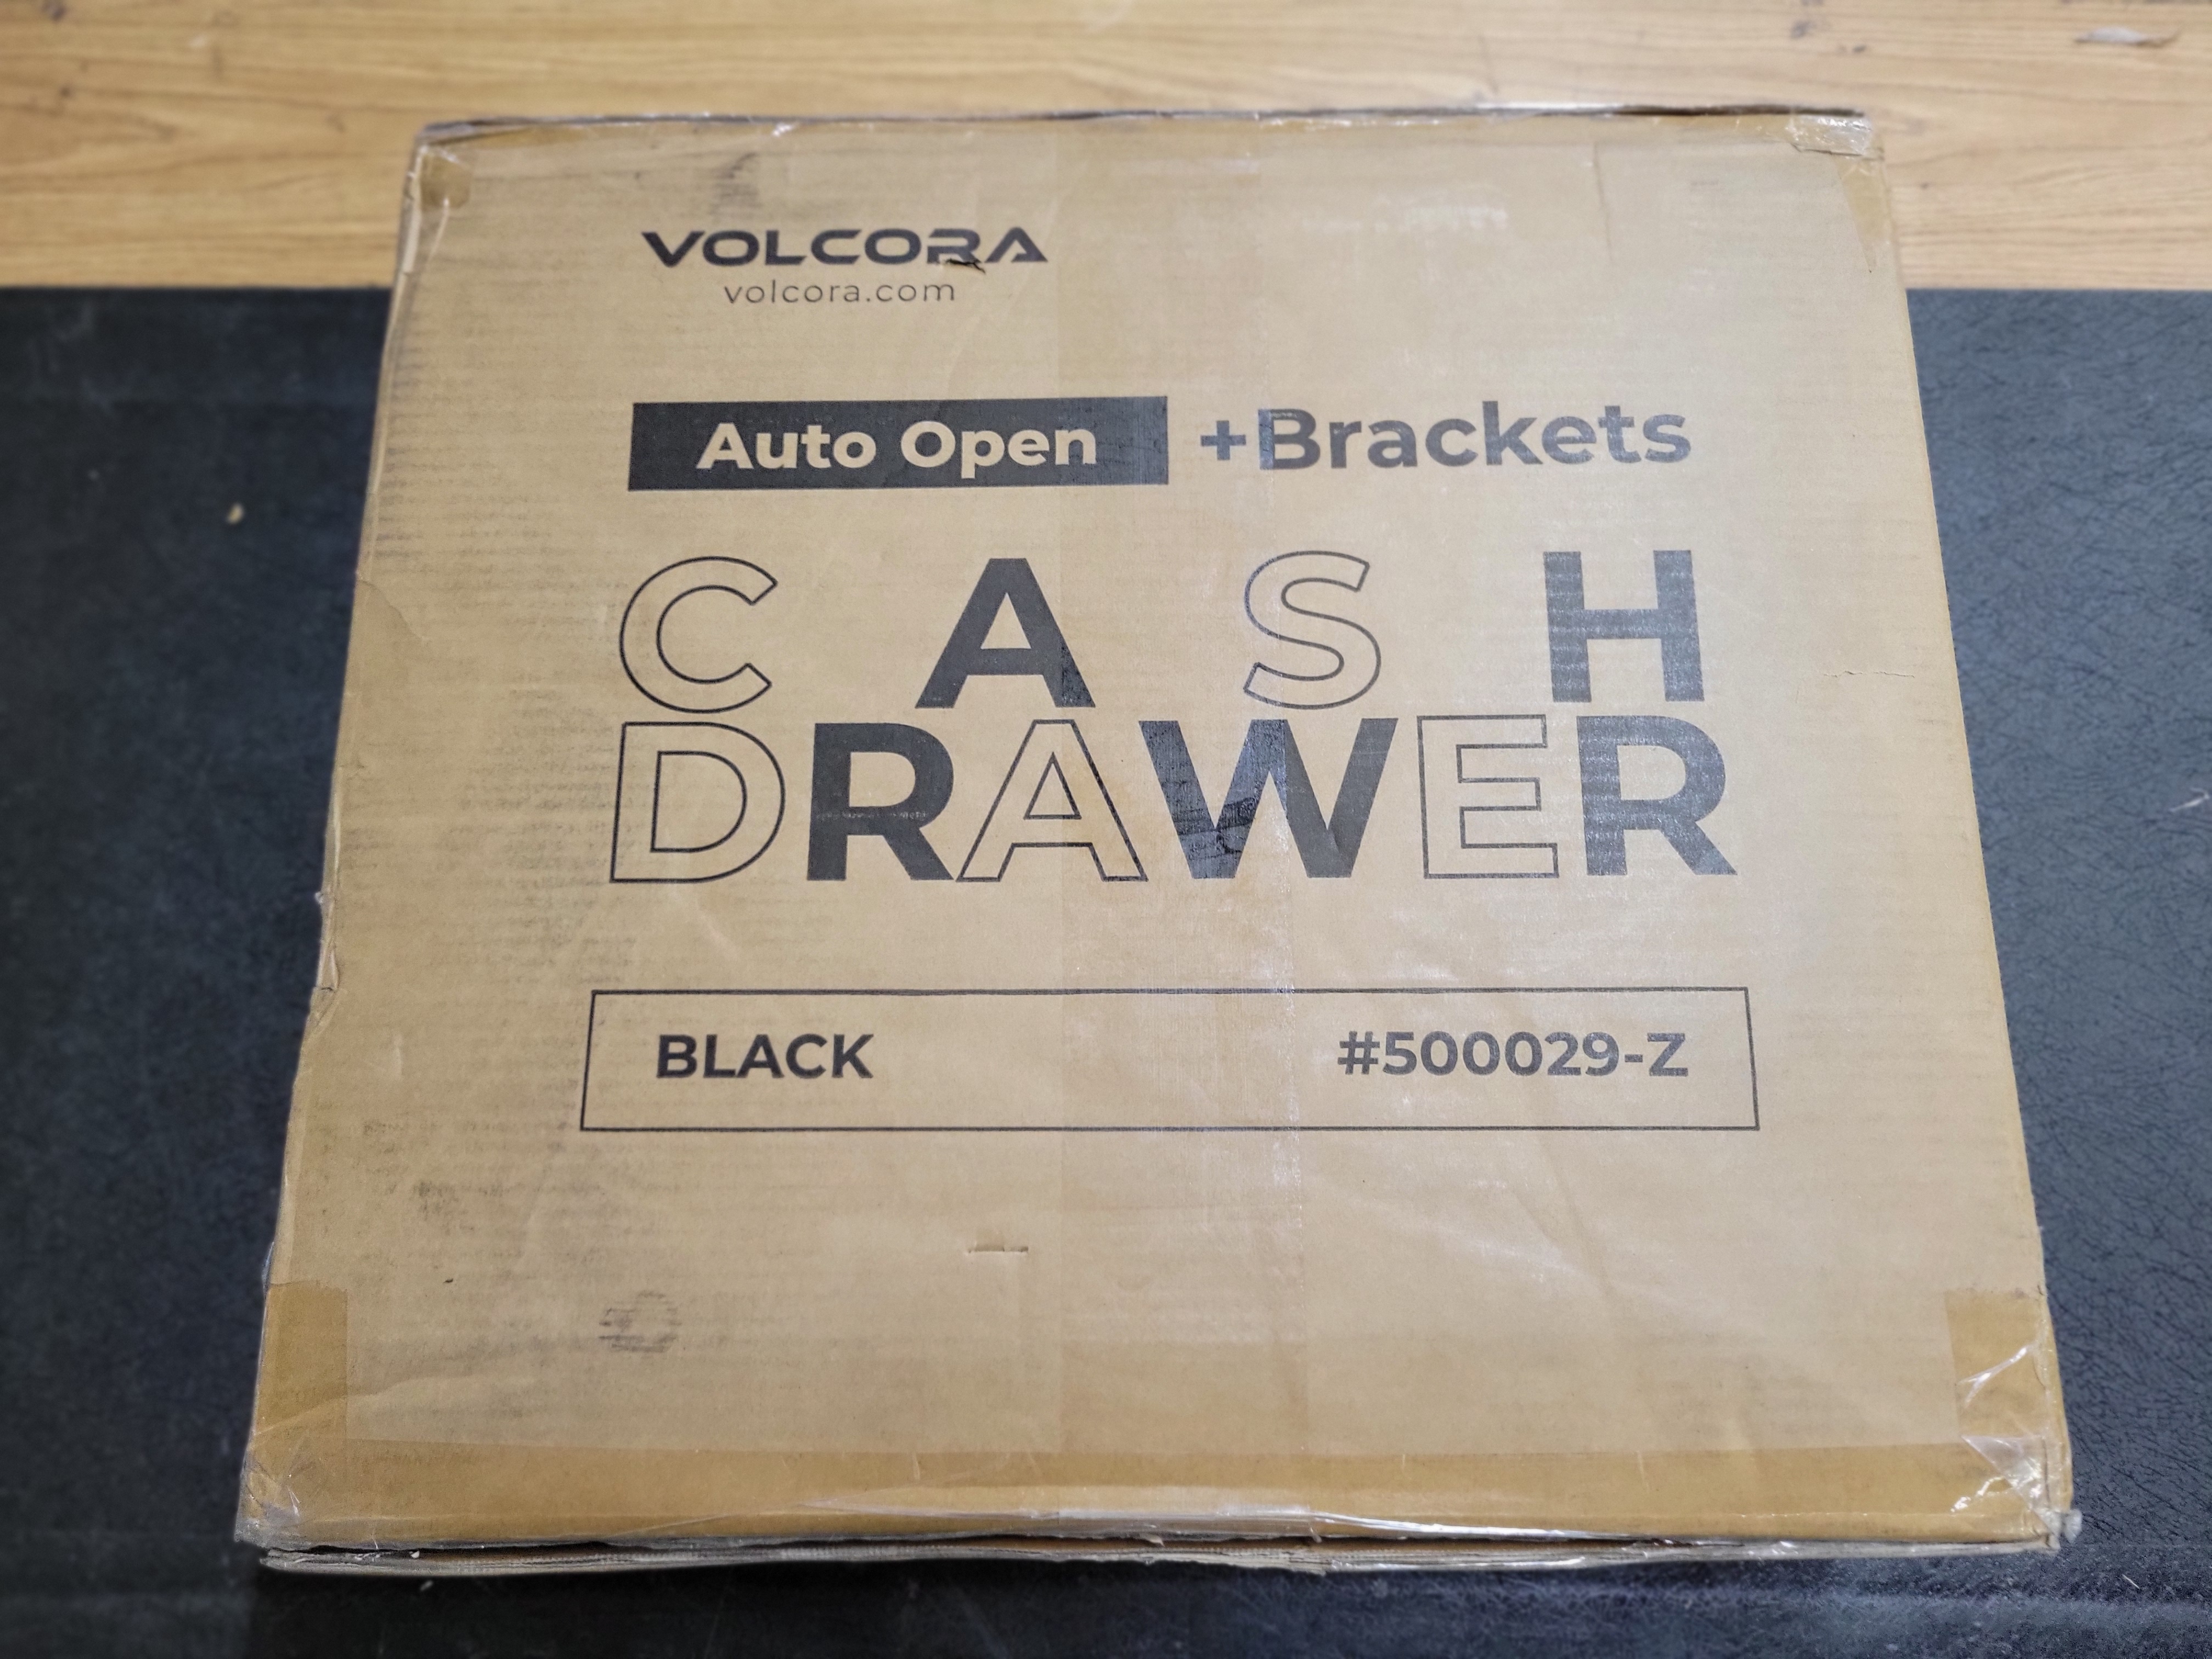 VOLCORA
volcora.com
Auto Open +Brackets
CASH
DRAWER
BLACK #500029-Z